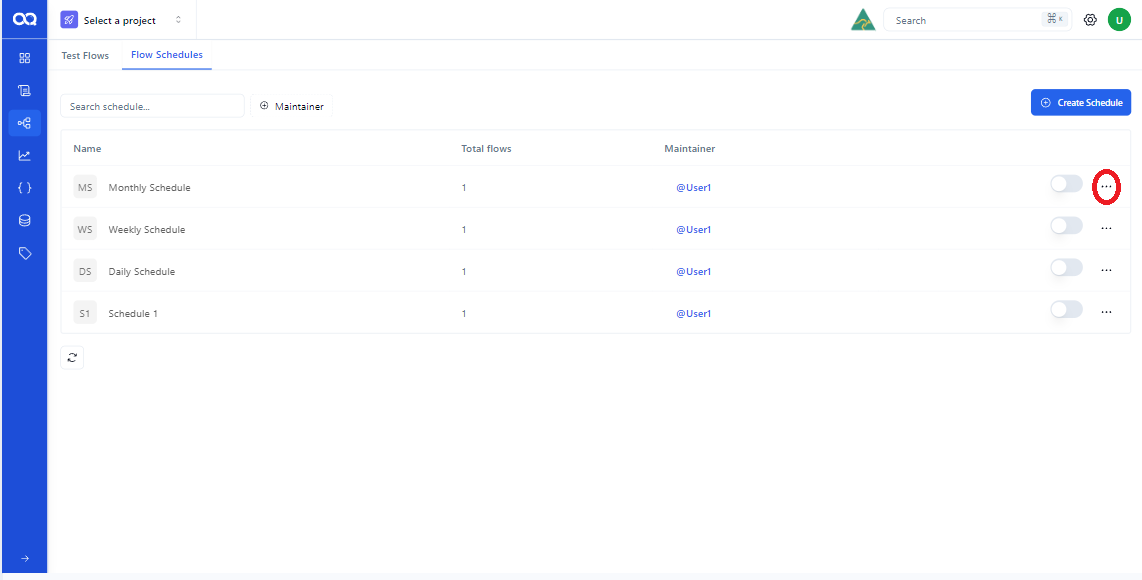 Select a project
Search
⌘ K
U
Test Flows
Flow Schedules
Search schedule...
Maintainer
Create Schedule
Name Total flows Maintainer
MS Monthly Schedule 1 @User1
WS Weekly Schedule 1 @User1
DS Daily Schedule 1 @User1
S1 Schedule 1 1 @User1